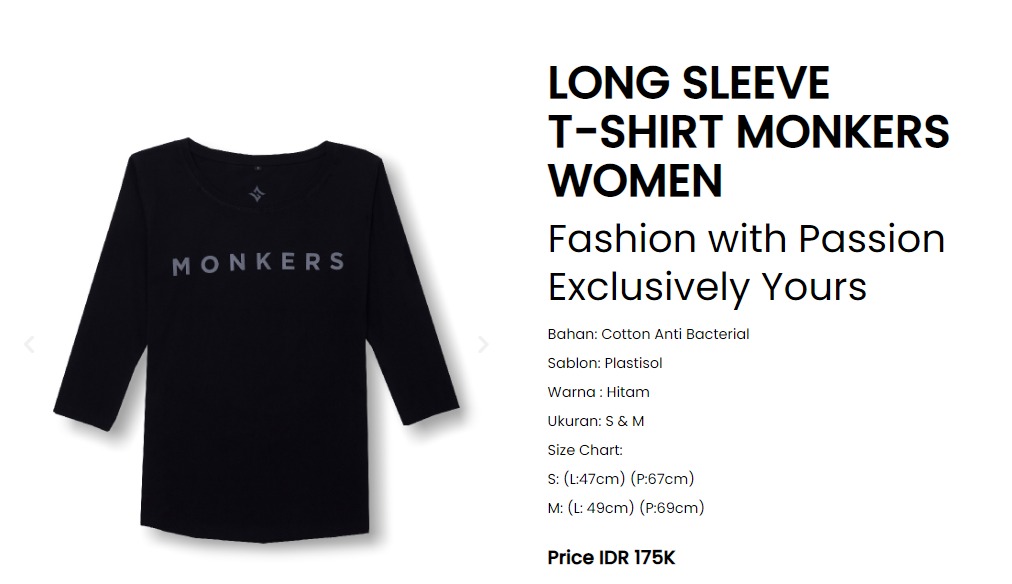 LONG SLEEVE
T-SHIRT MONKERS
WOMEN
Fashion with Passion
Exclusively Yours
Bahan: Cotton Anti Bacterial
Sablon: Plastisol
Warna : Hitam
Ukuran: S & M
Size Chart:
S: (L:47cm) (P:67cm)
M: (L: 49cm) (P:69cm)
Price IDR 175K
MONKERS